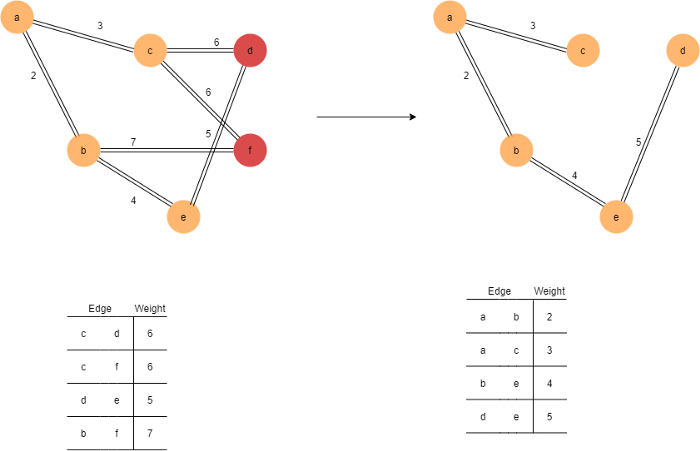 a
3
c
6
d
2
6
5
b
7
f
4
e
a
3
c
d
2
5
b
4
e
Edge Weight
c d 6
c f 6
d e 5
b f 7
Edge Weight
a b 2
a c 3
b e 4
d e 5